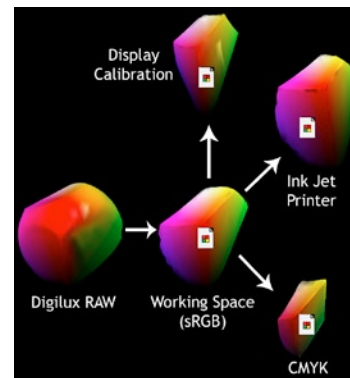 Display
Calibration
Ink Jet
Printer
Digilux RAW
Working Space
(sRGB)
CMYK